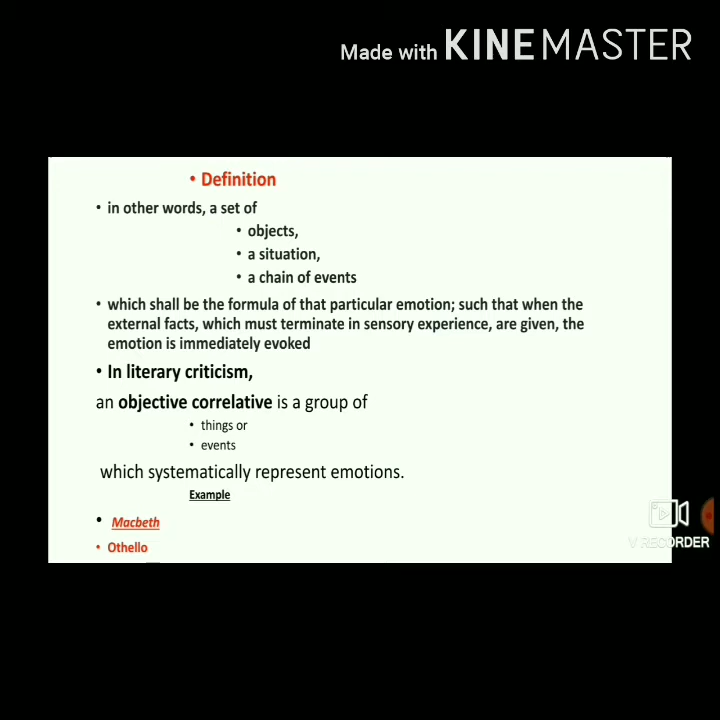 Made with KINEMASTER
• Definition
• in other words, a set of
• objects,
• a situation,
• a chain of events
• which shall be the formula of that particular emotion; such that when the
external facts, which must terminate in sensory experience, are given, the
emotion is immediately evoked
• In literary criticism,
an objective correlative is a group of
• things or
• events
which systematically represent emotions.
Example
• Macbeth
• Othello
V RECORDER